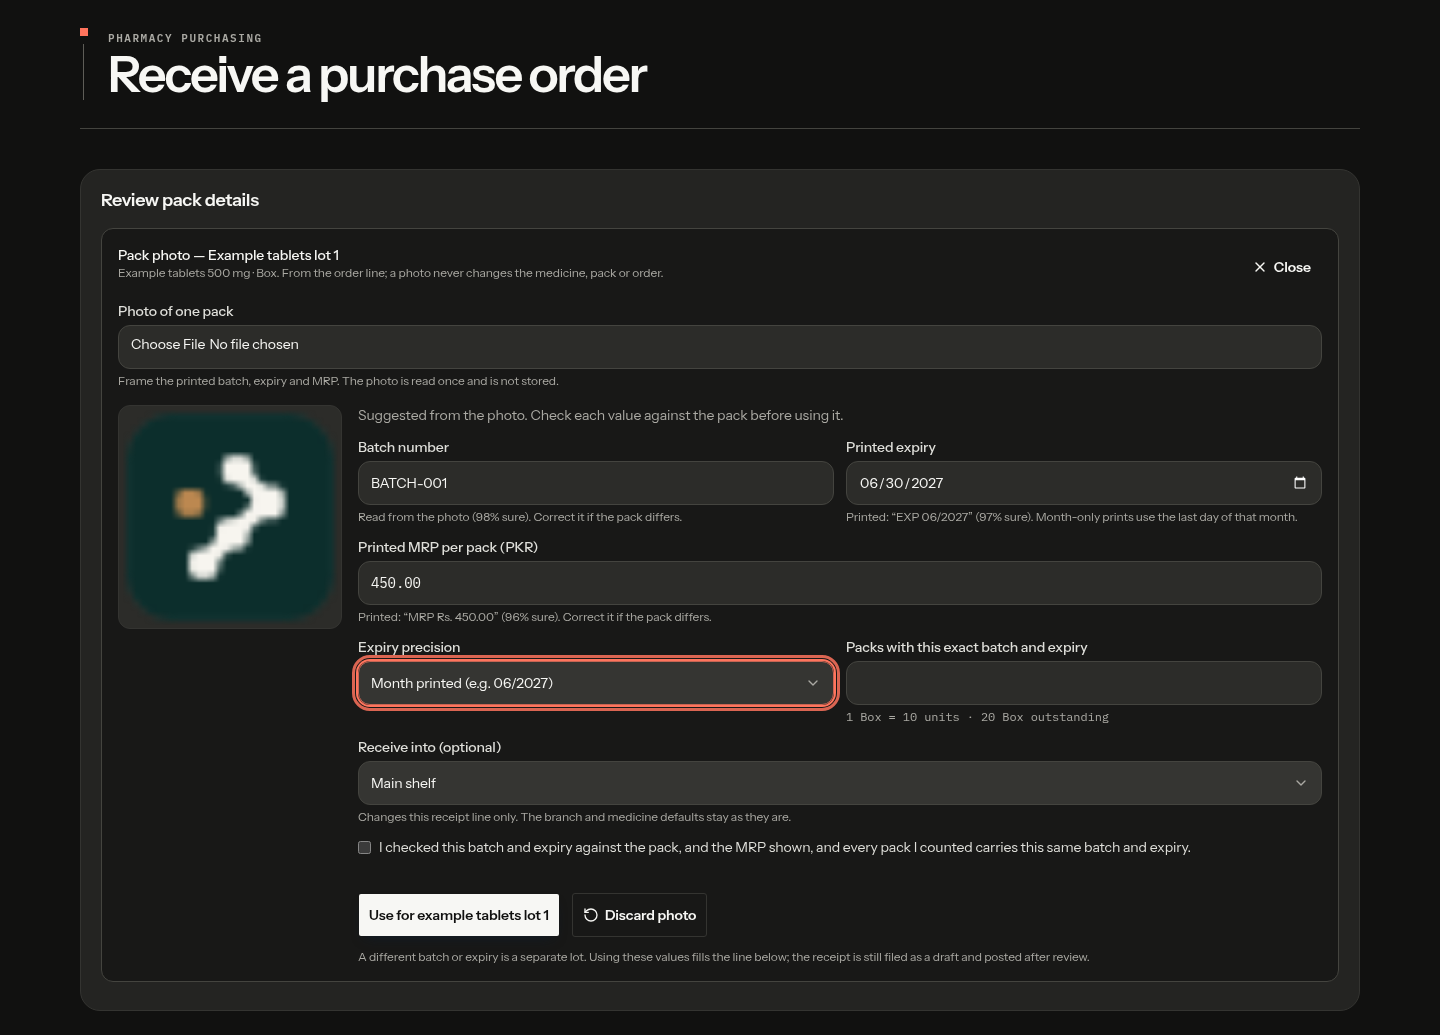 PHARMACY PURCHASING
Receive a purchase order
Review pack details
Pack photo — Example tablets lot 1
Example tablets 500 mg · Box. From the order line; a photo never changes the medicine, pack or order.
Close
Photo of one pack
Choose File No file chosen
Frame the printed batch, expiry and MRP. The photo is read once and is not stored.
Suggested from the photo. Check each value against the pack before using it.
Batch number
Printed expiry
BATCH-001
06/30/2027
Read from the photo (98% sure). Correct it if the pack differs.
Printed: “EXP 06/2027” (97% sure). Month-only prints use the last day of that month.
Printed MRP per pack (PKR)
450.00
Printed: “MRP Rs. 450.00” (96% sure). Correct it if the pack differs.
Expiry precision
Packs with this exact batch and expiry
Month printed (e.g. 06/2027)
1 Box = 10 units · 20 Box outstanding
Receive into (optional)
Main shelf
Changes this receipt line only. The branch and medicine defaults stay as they are.
I checked this batch and expiry against the pack, and the MRP shown, and every pack I counted carries this same batch and expiry.
Use for example tablets lot 1
Discard photo
A different batch or expiry is a separate lot. Using these values fills the line below; the receipt is still filed as a draft and posted after review.